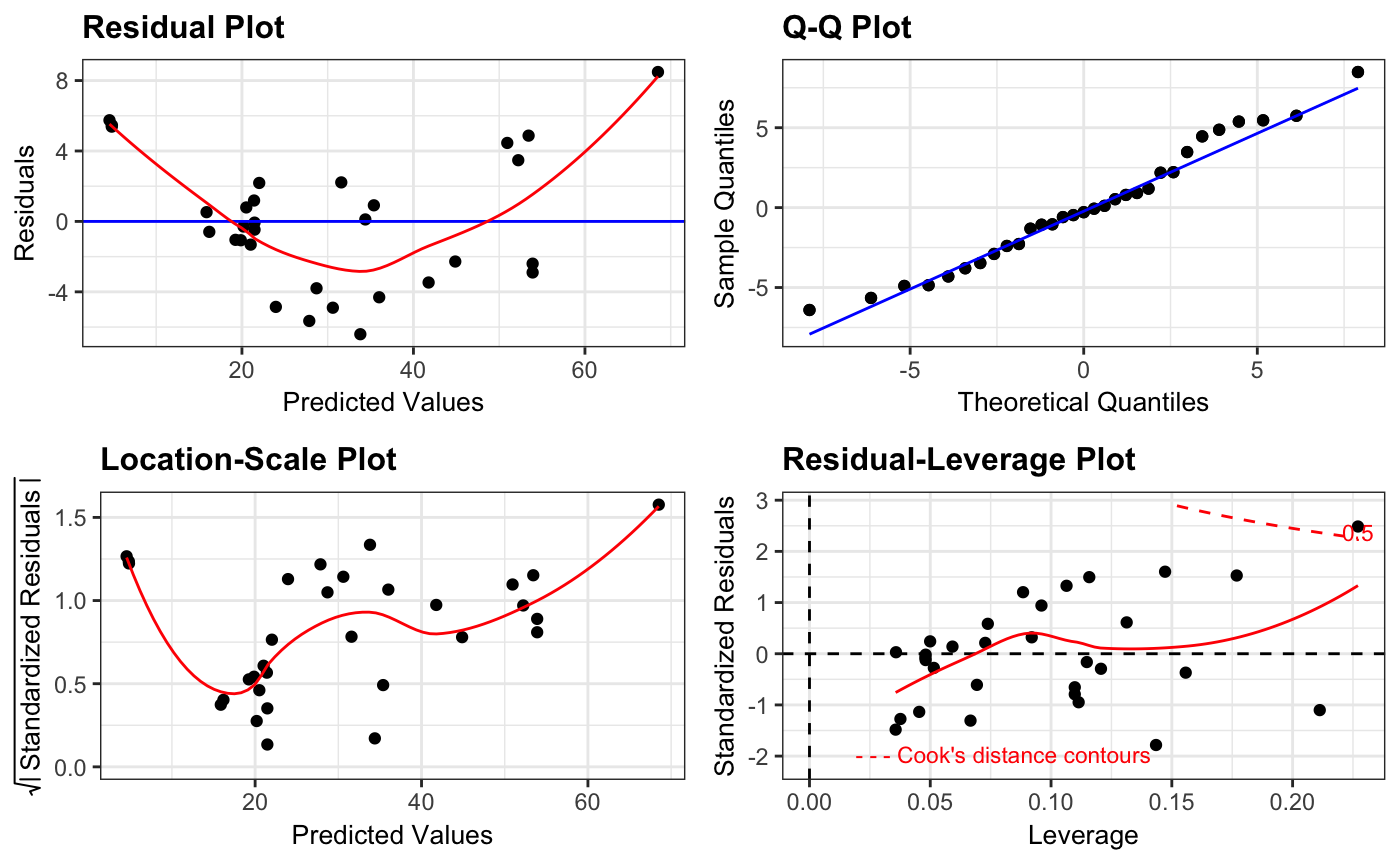 Residual Plot
8
4
0
-4
Residuals
20
40
60
Predicted Values
Q-Q Plot
5
0
-5
Sample Quantiles
-5
0
5
Theoretical Quantiles
Location-Scale Plot
1.5
1.0
0.5
0.0
√|Standardized Residuals|
20
40
60
Predicted Values
Residual-Leverage Plot
3
2
1
0
-1
-2
Standardized Residuals
0.5
Cook's distance contours
0.00
0.05
0.10
0.15
0.20
Leverage